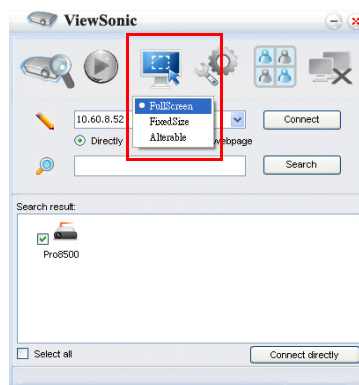 ViewSonic
FullScreen
FixedSize
Alterable
10.60.8.52
Connect
Directly
webpage
Search
Search result:
Pro8500
Select all
Connect directly